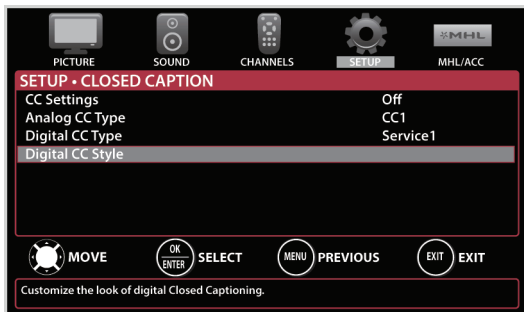 MHL
PICTURE SOUND CHANNELS SETUP MHL/ACC
SETUP • CLOSED CAPTION
CC Settings Off
Analog CC Type CC1
Digital CC Type Service1
Digital CC Style
MOVE OK ENTER SELECT MENU PREVIOUS EXIT EXIT
Customize the look of digital Closed Captioning.